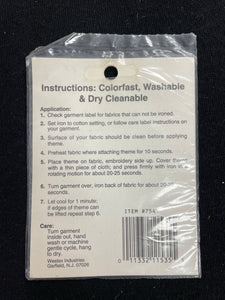 Instructions: Colorfast, Washable
& Dry Cleanable
Application:
1. Check garment label for fabrics that can not be ironed.
2. Set iron to cotton setting, or follow care label instructions on
your garment.
3. Surface of your fabric should be clean before applying
theme.
4. Preheat fabric where attaching theme for 10 seconds.
5. Place theme on fabric, embroidery side up. Cover theme
with a thin piece of cloth; and press firmly with iron in a
rotating motion for about 20-25 seconds.
6. Turn garment over, iron back of fabric for about 20-25
seconds.
7. Let cool for 1 minute;
if edges of theme can
be lifted repeat step 6.
Care:
Turn garment
inside out, hand
wash or machine
gentle cycle, hang
to dry.
Westex Industries
N.J. 07026
ITEM #754
0 11332 11535